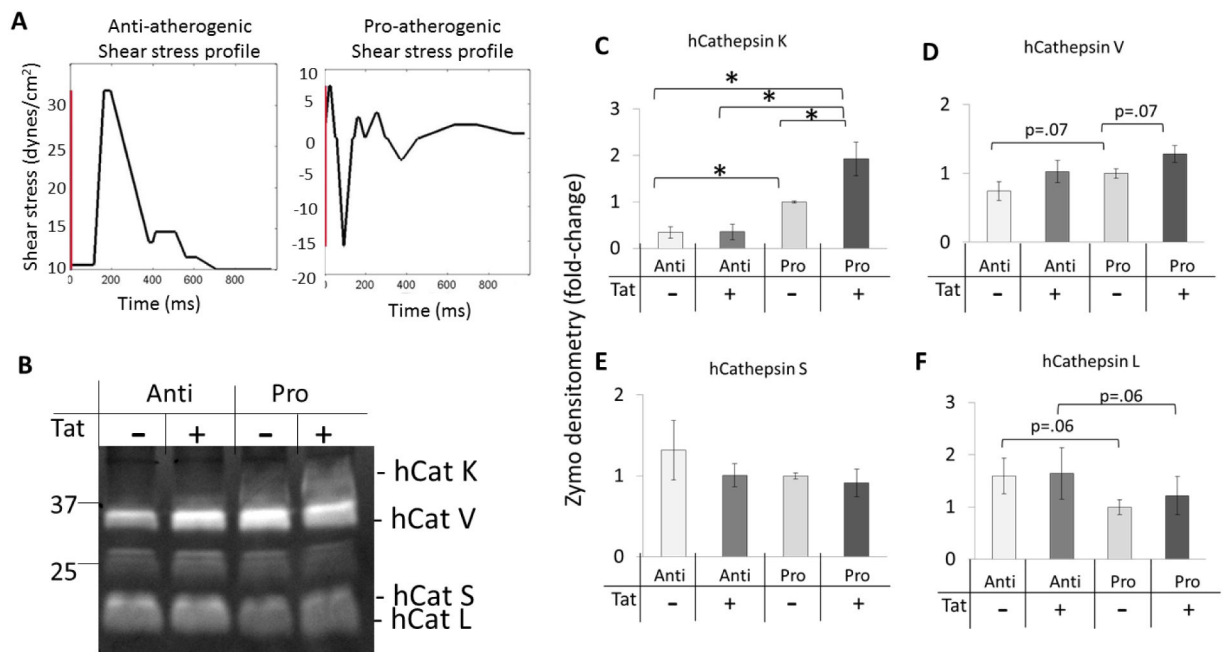 A
Anti-atherogenic
Shear stress profile
Pro-atherogenic
Shear stress profile
Shear stress (dynes/cm²)
30
25
20
15
10
0 200 400 600 800
Time (ms)
10
5
0
-5
-10
-15
-20
0 200 400 600 800
Time (ms)
B
Anti Pro
Tat - + - +
37
25
- hCat K
- hCat V
hCat S
hCat L
Zymo densitometry (fold-change)
C
hCathepsin K
*
*
*
*
3
2
1
0
Anti Anti Pro Pro
Tat - + - +
D
hCathepsin V
p=.07
p=.07
2
1
0
Anti Anti Pro Pro
Tat - + - +
E
hCathepsin S
2
1
0
Anti Anti Pro Pro
Tat - + - +
F
hCathepsin L
p=.06
p=.06
3
2
1
0
Anti Anti Pro Pro
Tat - + - +